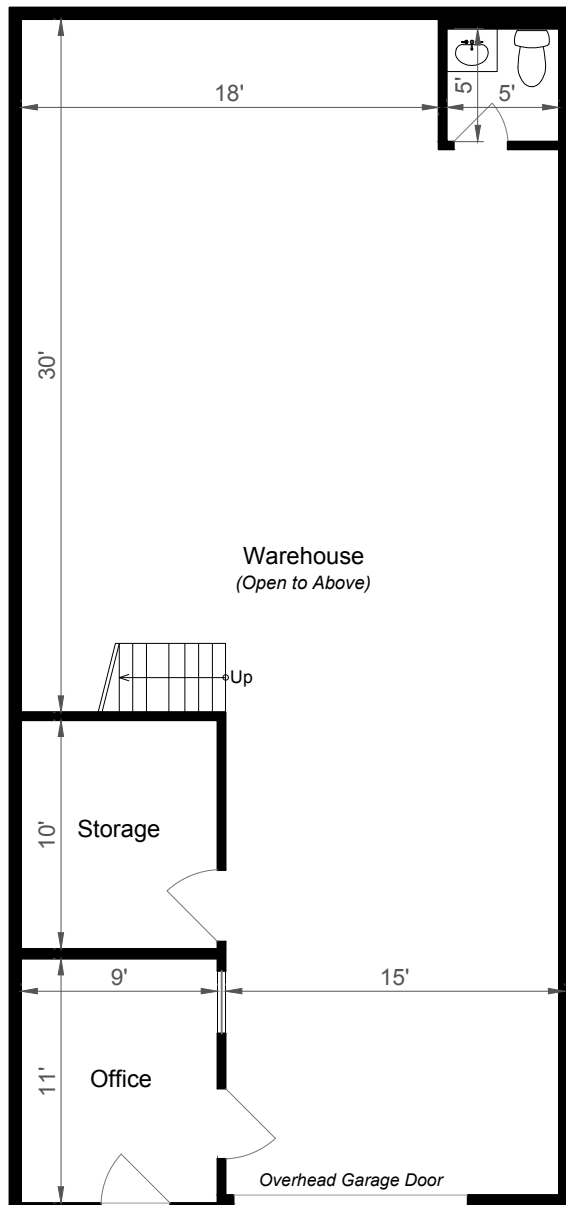 18'
5'
5'
30'
Warehouse
(Open to Above)
Up
10'
Storage
9'
15'
11'
Office
Overhead Garage Door